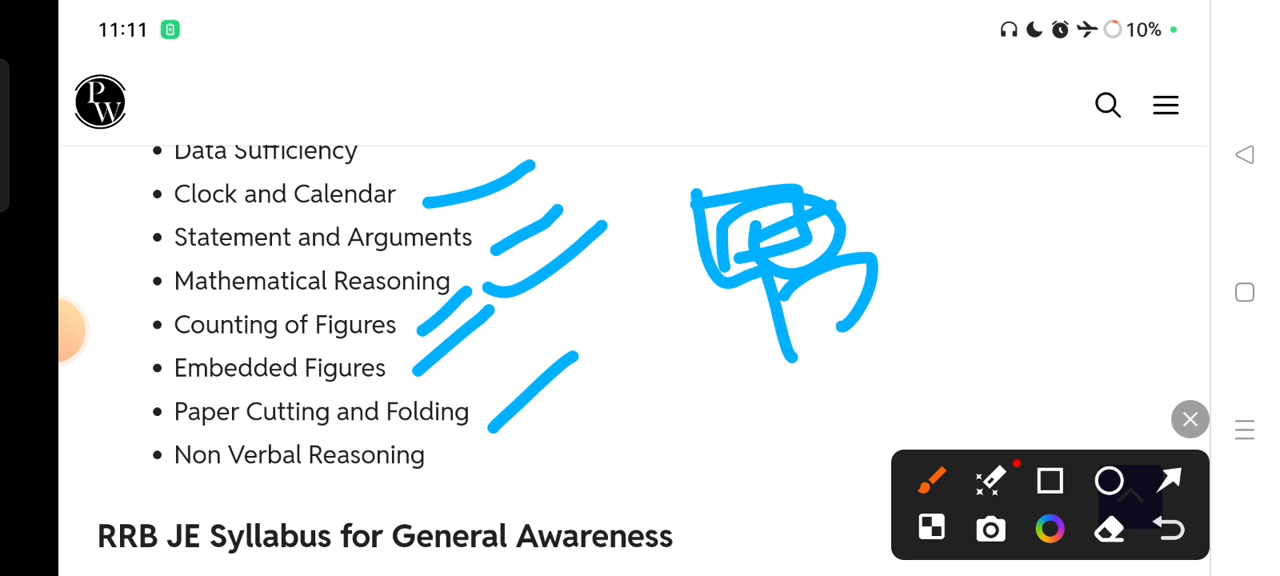 11:11
10%
PW
Data Sufficiency
Clock and Calendar
Statement and Arguments
Mathematical Reasoning
Counting of Figures
Embedded Figures
Paper Cutting and Folding
Non Verbal Reasoning
RRB JE Syllabus for General Awareness